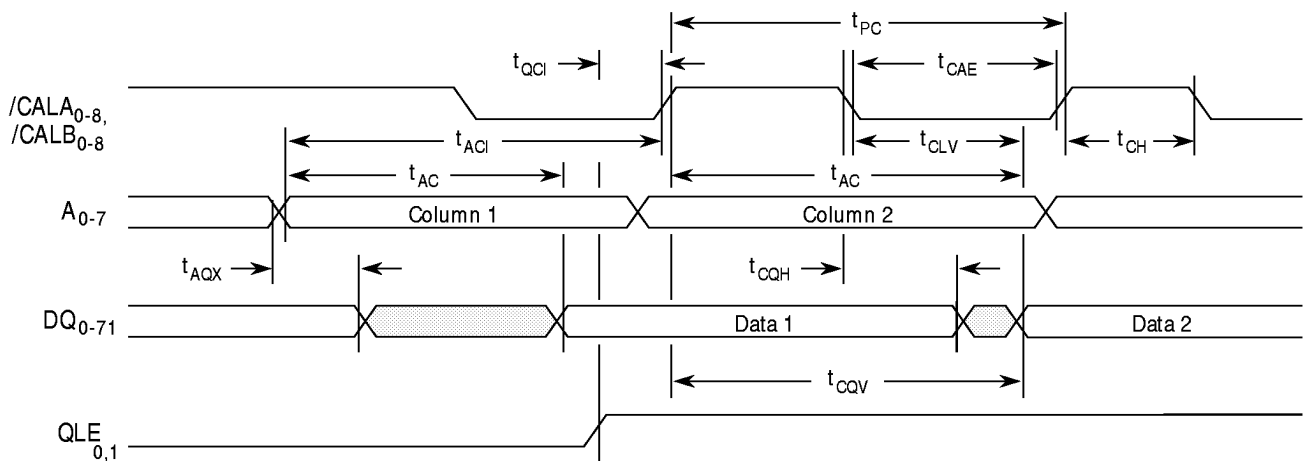 tPC
tQCI
tCAE
/CALA0-8,
/CALB0-8
tACI
tCLV
tCH
tAC
tAC
A0-7
Column 1
Column 2
tAQX
tCQH
DQ0-71
Data 1
Data 2
tCQV
QLE0,1